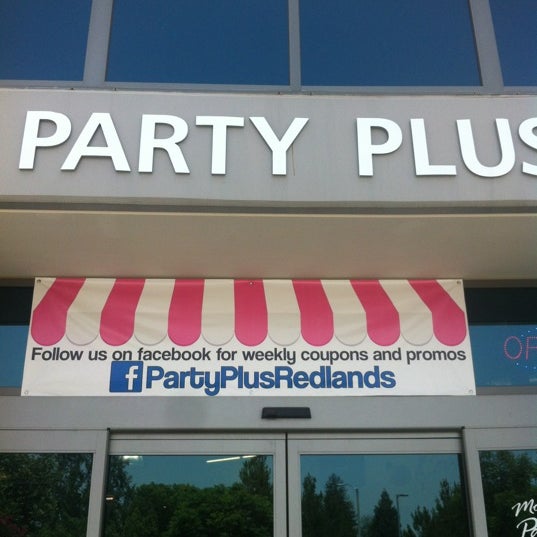 PARTY PLUS
Follow us on facebook for weekly coupons and promos
f PartyPlusRedlands